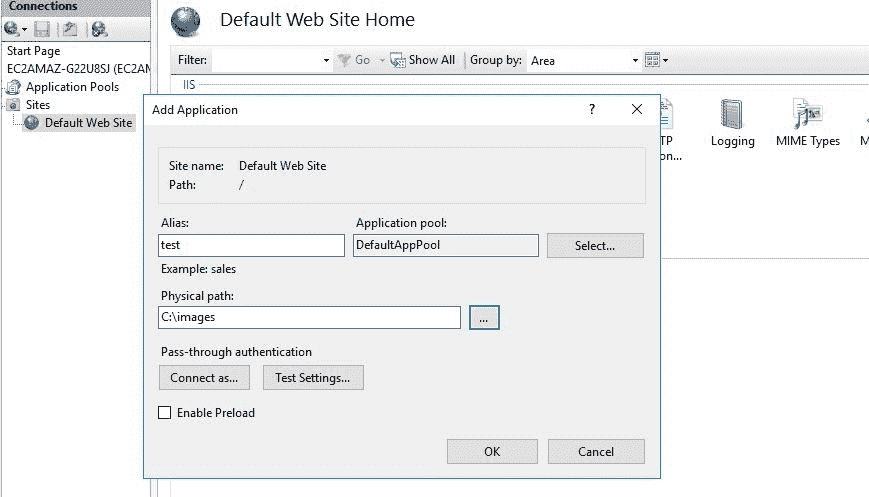 Connections
Default Web Site Home
Filter:
Go
Show All
Group by:
Area
Start Page
EC2AMAZ-G22U8SJ (EC2AM
Application Pools
Sites
Default Web Site
IIS
Add Application
?
Site name: Default Web Site
Path: /
Alias:
Application pool:
test
DefaultAppPool
Select...
Example: sales
Physical path:
C:\images
...
Pass-through authentication
Connect as...
Test Settings...
Enable Preload
OK
Cancel
TP
on...
Logging
MIME Types
M